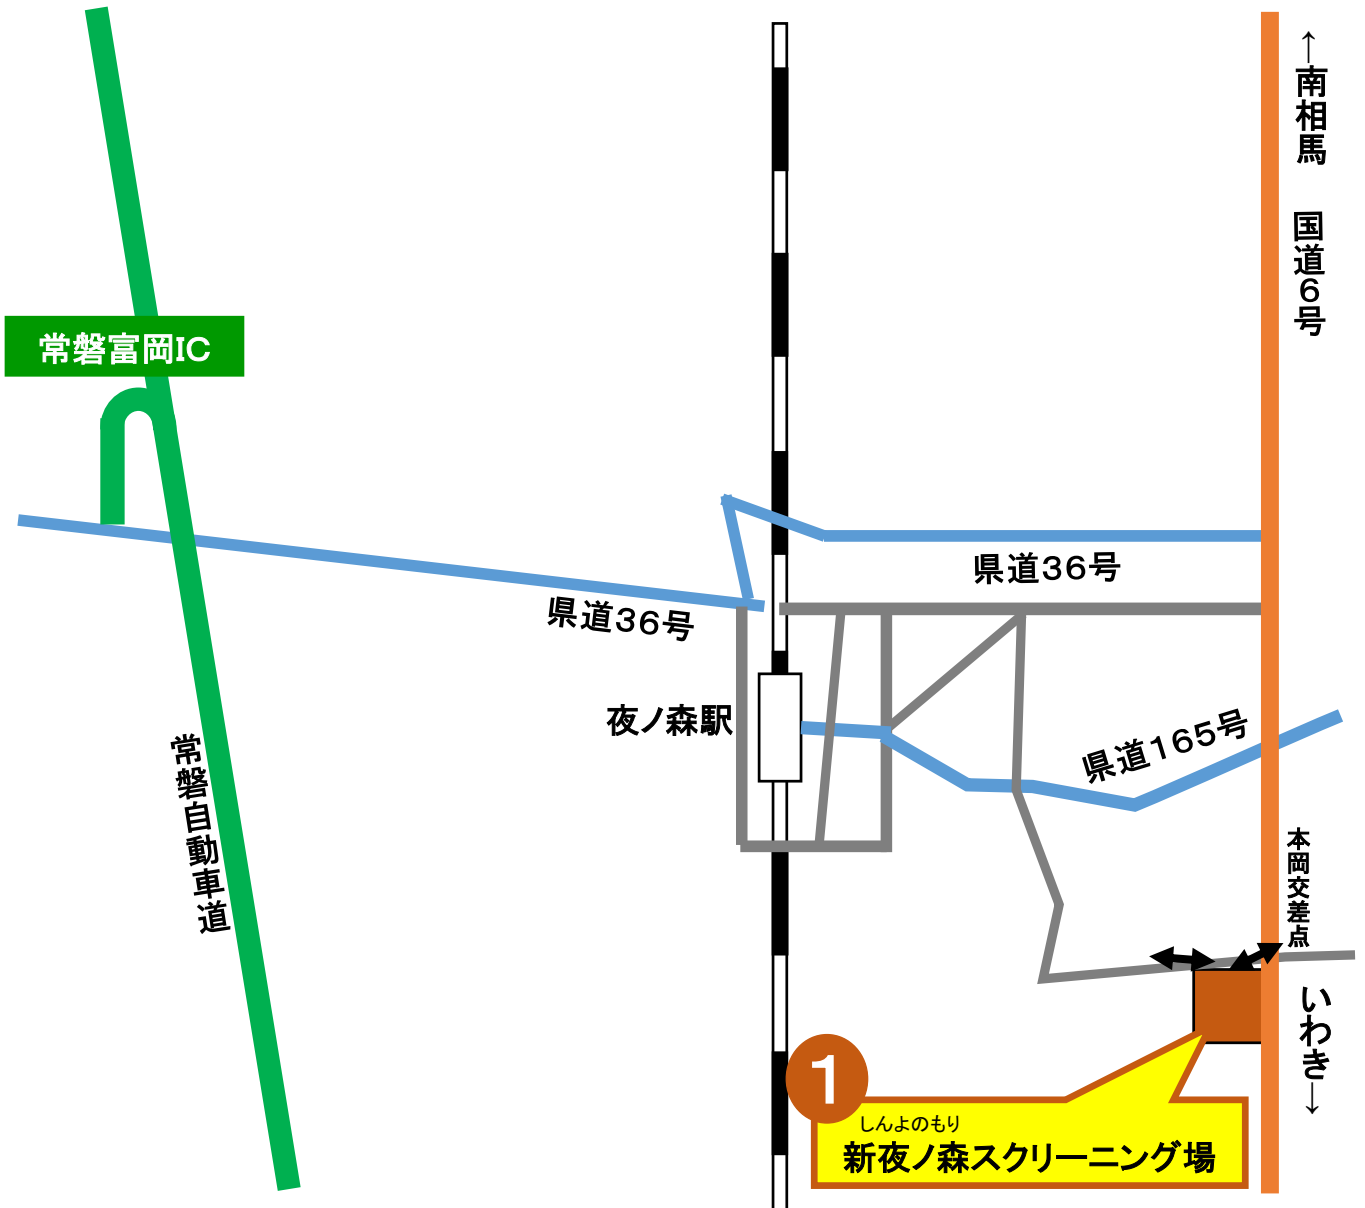 ↑南相馬　国道6号
常磐富岡IC
県道36号
県道36号
夜ノ森駅
県道165号
常磐自動車道
本岡交差点
いわき↓
1
しんよのもり
新夜ノ森スクリーニング場